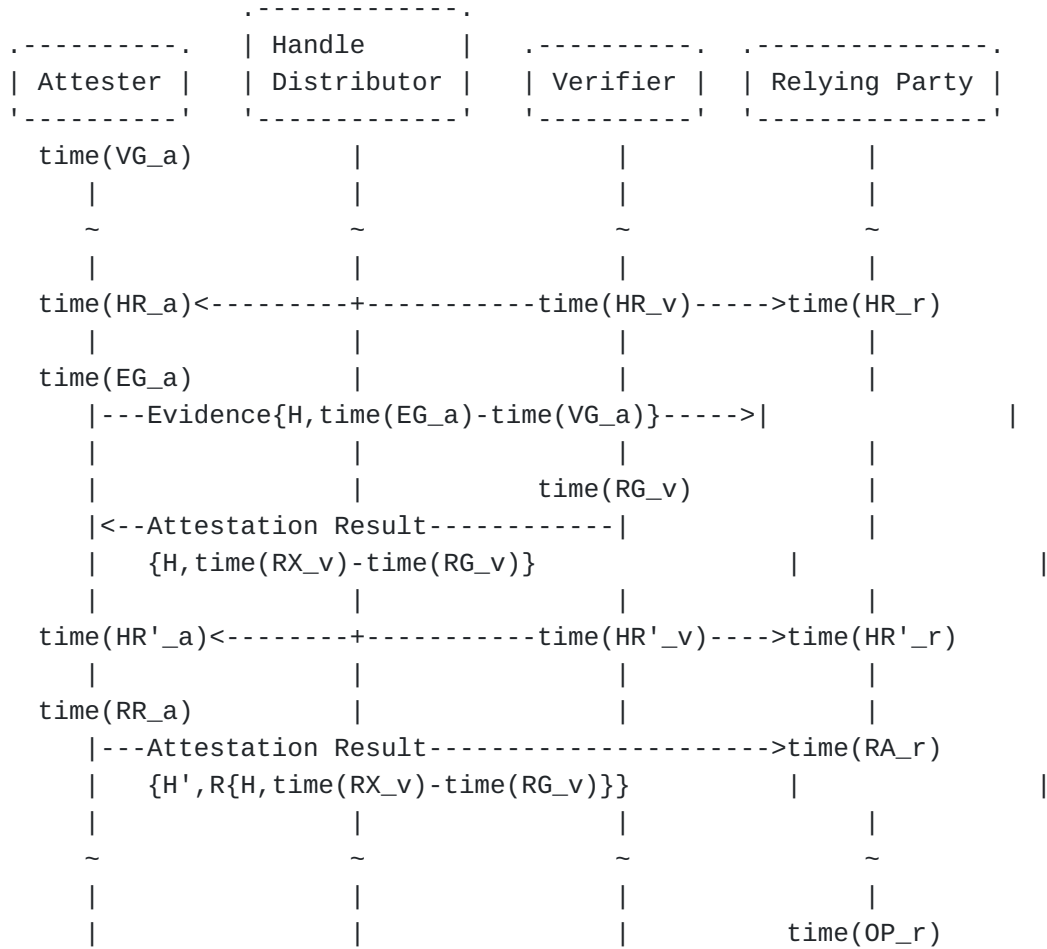 .-------------.
.----------.    | Handle      |    .----------.  .---------------.
| Attester |    | Distributor |    | Verifier |  | Relying Party |
'----------'    '-------------'    '----------'  '---------------'
  time(VG_a)           |                 |                |
     |                 |                 |                |
     ~                 ~                 ~                ~
     |                 |                 |                |
  time(HR_a)<---------+-----------time(HR_v)----->time(HR_r)
     |                 |                 |                |
  time(EG_a)           |                 |                |
     |---Evidence{H,time(EG_a)-time(VG_a)}----->|                |
     |                 |                 |                |
     |                 |           time(RG_v)             |
     |<--Attestation Result------------|                |
     |   {H,time(RX_v)-time(RG_v)}                 |                |
     |                 |                 |                |
  time(HR'_a)<--------+-----------time(HR'_v)---->time(HR'_r)
     |                 |                 |                |
  time(RR_a)           |                 |                |
     |---Attestation Result---------------------->time(RA_r)
     |   {H',R{H,time(RX_v)-time(RG_v)}}           |                |
     |                 |                 |                |
     ~                 ~                 ~                ~
     |                 |                 |                |
     |                 |                 |          time(OP_r)